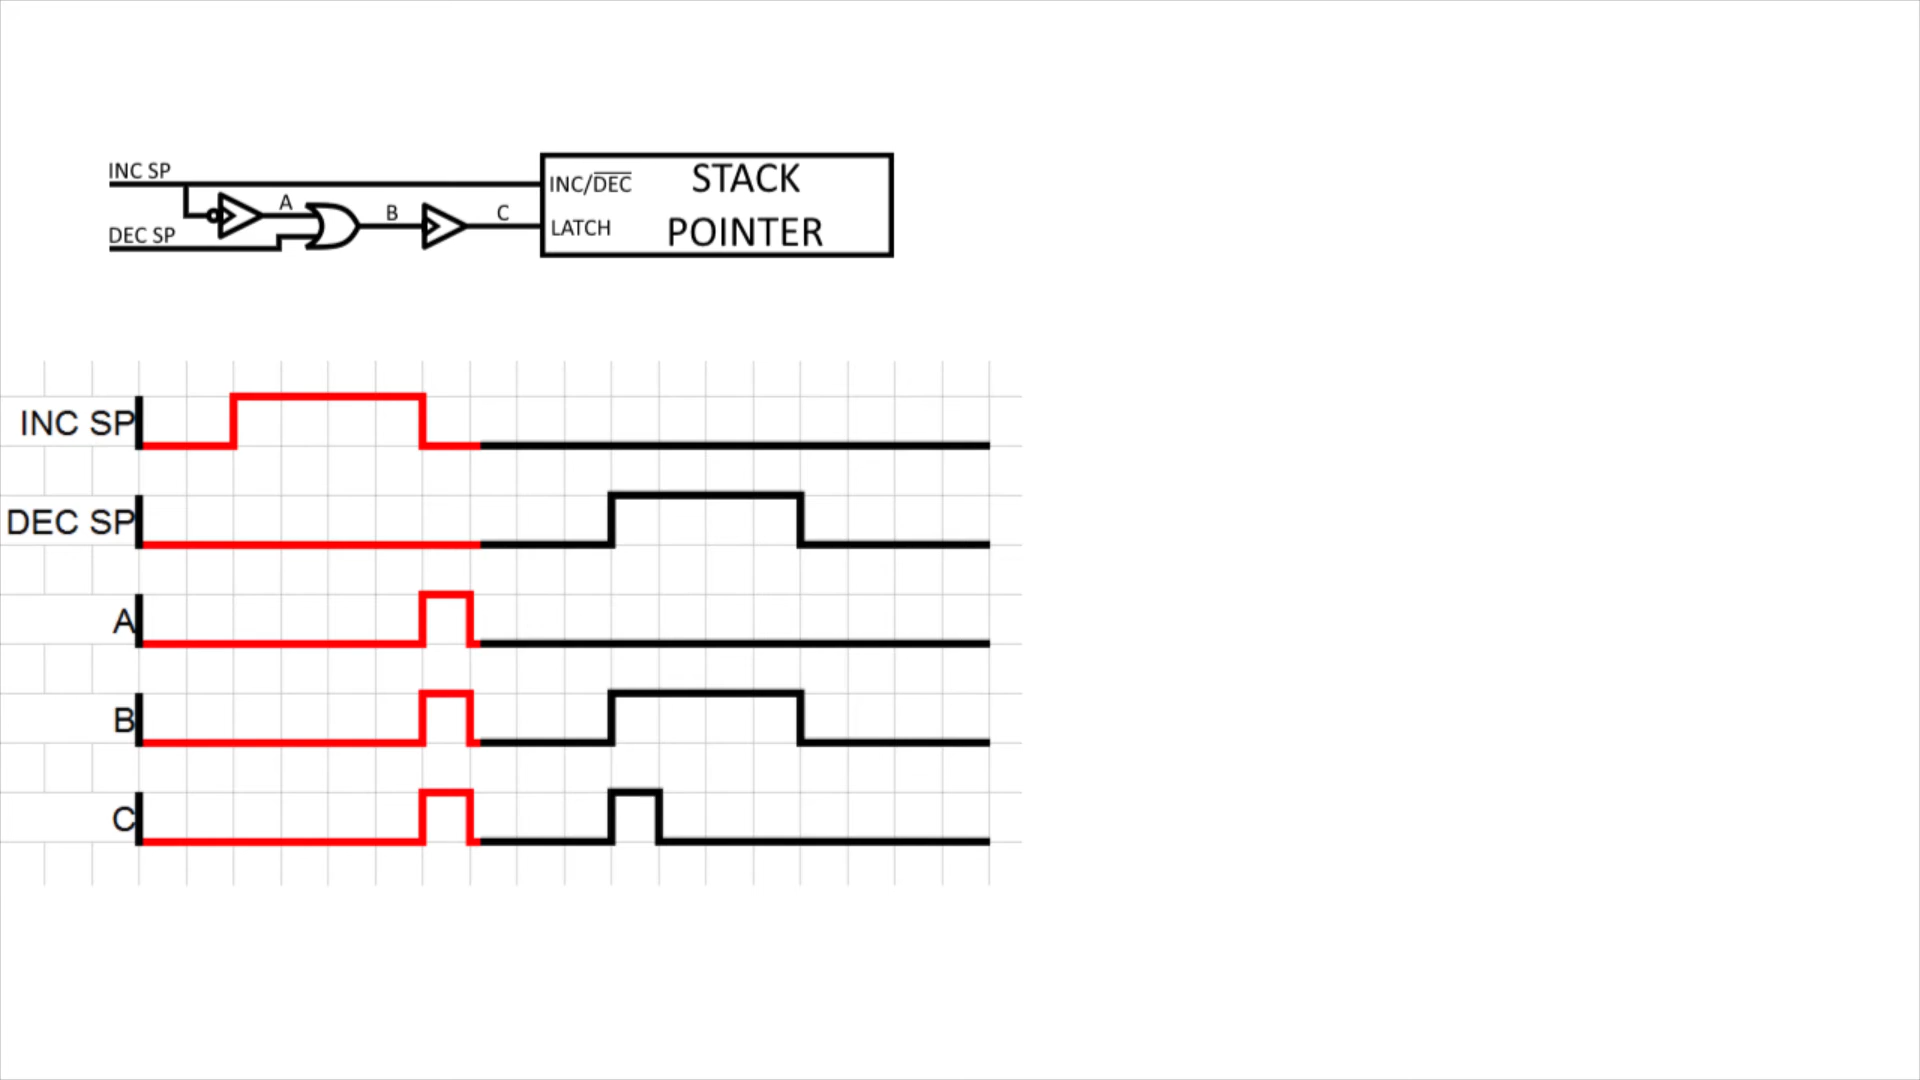 INC SP
A
DEC SP
B
C
INC/DEC
LATCH
STACK
POINTER
INC SP
DEC SP
A
B
C